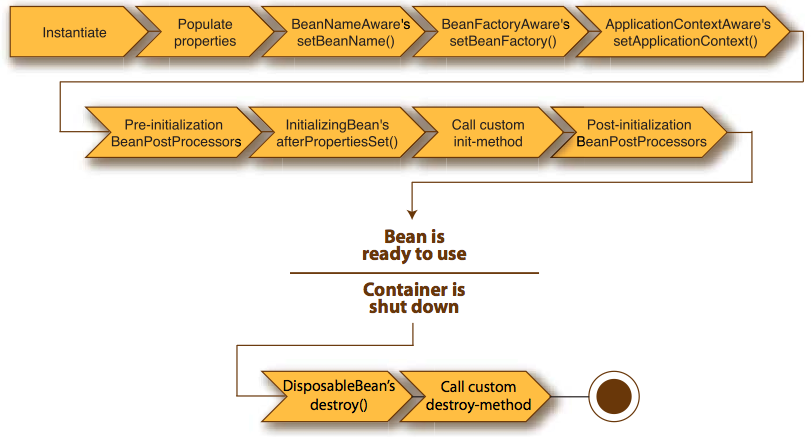 Instantiate
Populate
properties
BeanNameAware's
setBeanName()
BeanFactoryAware's
setBeanFactory()
ApplicationContextAware's
setApplicationContext()
Pre-initialization
BeanPostProcessors
InitializingBean's
afterPropertiesSet()
Call custom
init-method
Post-initialization
BeanPostProcessors
Bean is
ready to use
Container is
shut down
DisposableBean’s
destroy()
Call custom
destroy-method